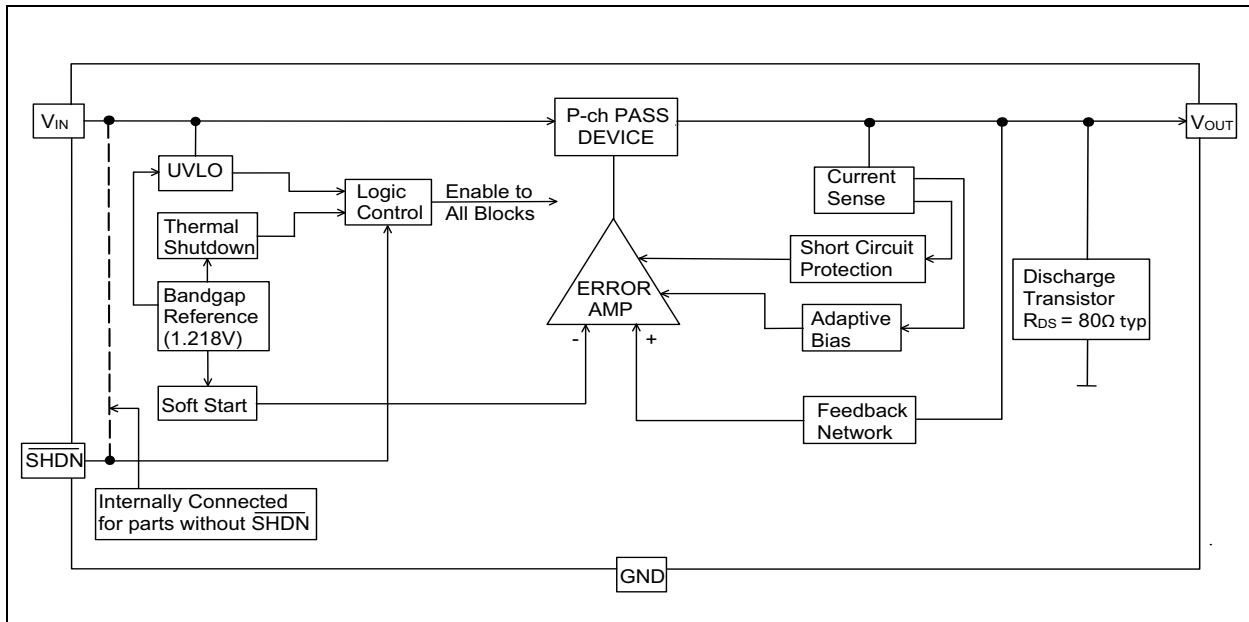 P-ch PASS
DEVICE
VIN
VOUT
UVLO
Logic
Control
Enable to
All Blocks
Current
Sense
Thermal
Shutdown
Short Circuit
Protection
ERROR
AMP
Bandgap
Reference
(1.218V)
Discharge
Transistor
RDS = 80Ω typ
Adaptive
Bias
-
+
Soft Start
Feedback
Network
SHDN
Internally Connected
for parts without SHDN
GND